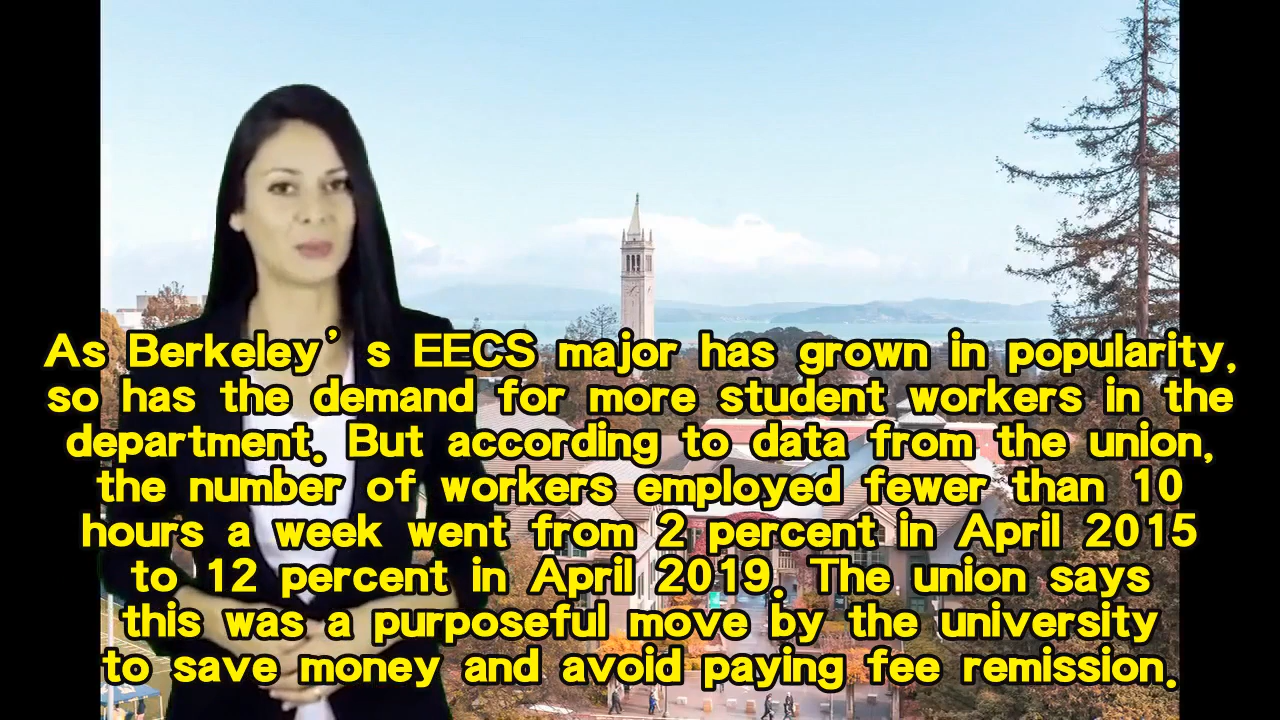 As Berkeley’s EECS major has grown in popularity,
so has the demand for more student workers in the
department. But according to data from the union,
the number of workers employed fewer than 10
hours a week went from 2 percent in April 2015
to 12 percent in April 2019. The union says
this was a purposeful move by the university
to save money and avoid paying fee remission.